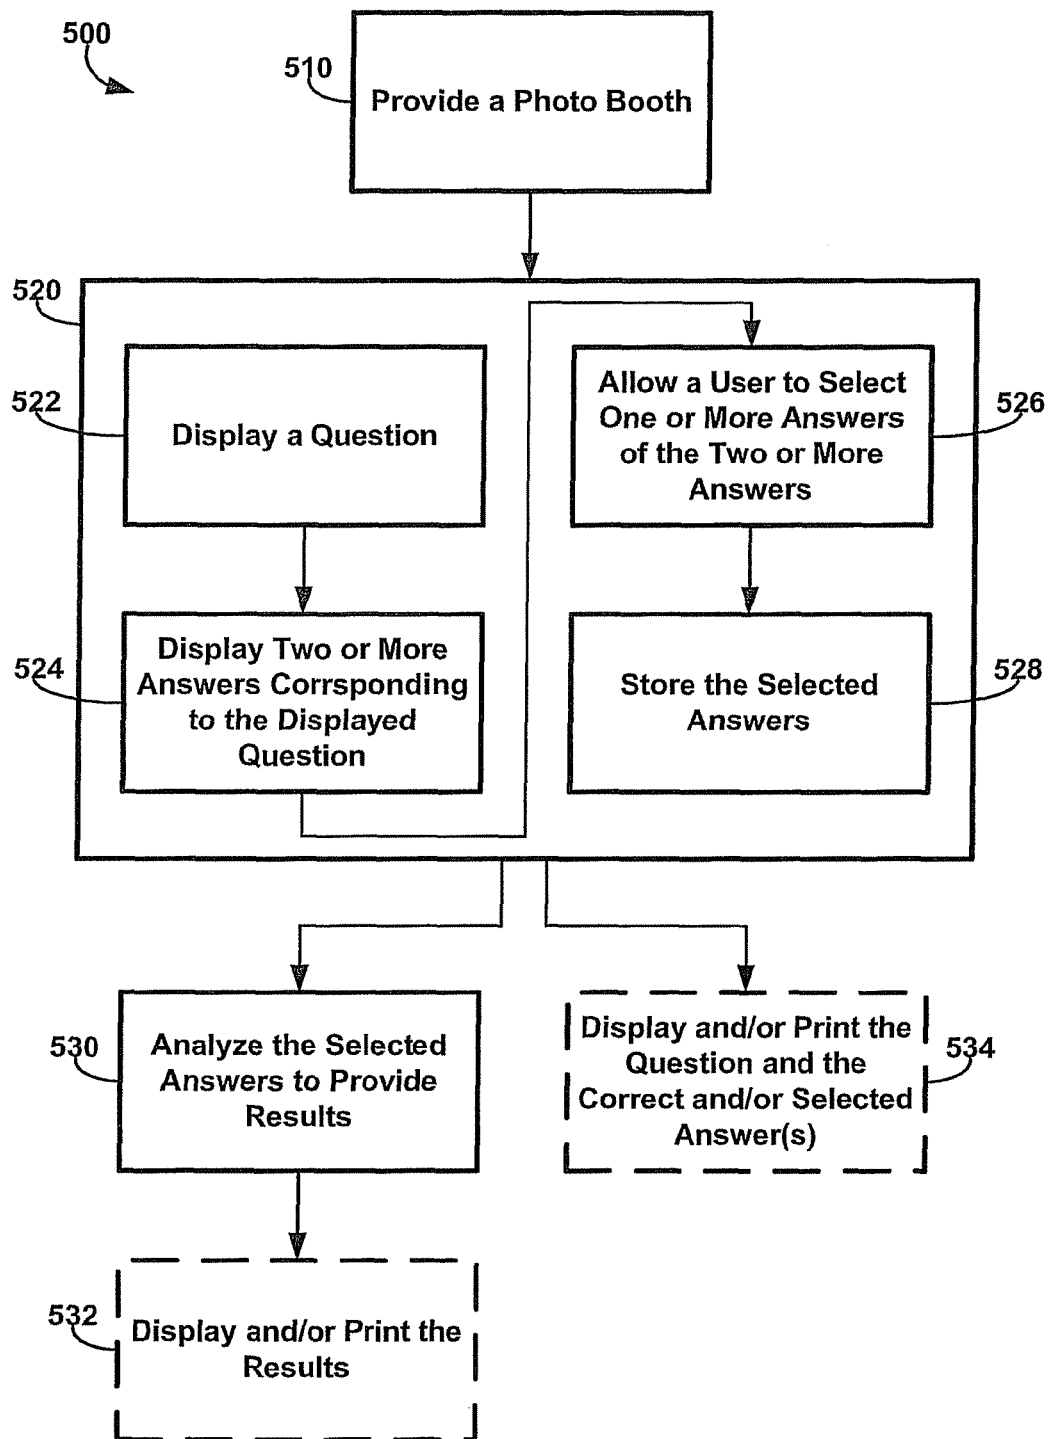 500
510
Provide a Photo Booth
520
522
Display a Question
524
Display Two or More
Answers Corrsponding
to the Displayed
Question
Allow a User to Select
One or More Answers
of the Two or More
Answers
526
Store the Selected
Answers
528
530
Analyze the Selected
Answers to Provide
Results
Display and/or Print the
Question and the
Correct and/or Selected
Answer(s)
534
532
Display and/or Print the
Results